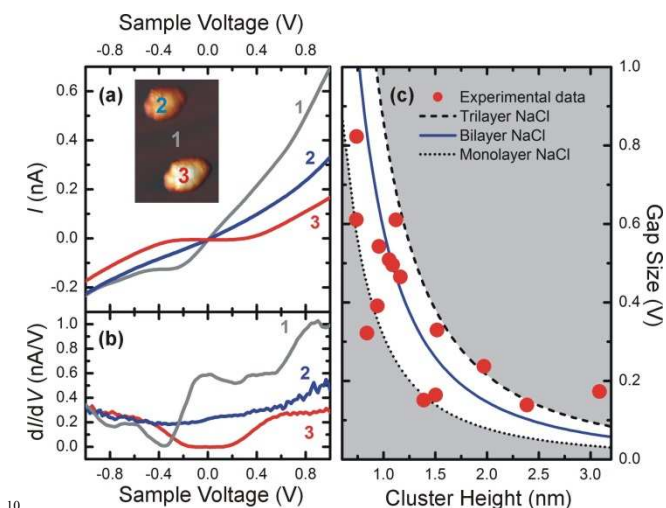 Sample Voltage (V)
-0.8 -0.4 0.0 0.4 0.8
0.6
0.4
0.2
0.0
-0.2
I (nA)
(a)
2
1
3
1
2
3
1.0
0.8
0.6
0.4
0.2
0.0
dI/dV (nA/V)
(b)
1
2
3
-0.8 -0.4 0.0 0.4 0.8
Sample Voltage (V)
(c)
Experimental data
Trilayer NaCl
Bilayer NaCl
Monolayer NaCl
1.0
0.8
0.6
0.4
0.2
0.0
Gap Size (V)
1.0 1.5 2.0 2.5 3.0
Cluster Height (nm)
10